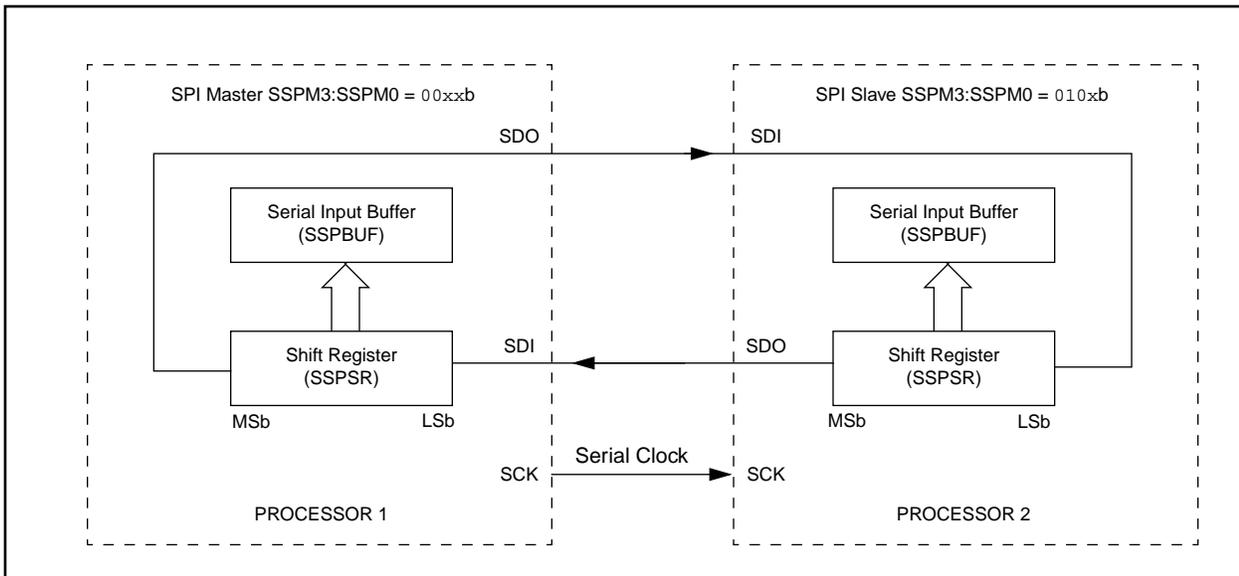 SPI Master SSPM3:SSPM0 = 00xxb
SDO
Serial Input Buffer
(SSPBUF)
Shift Register
(SSPSR)
MSb
LSb
SDI
SCK
PROCESSOR 1
Serial Clock
SPI Slave SSPM3:SSPM0 = 010xb
SDI
Serial Input Buffer
(SSPBUF)
SDO
Shift Register
(SSPSR)
MSb
LSb
SCK
PROCESSOR 2